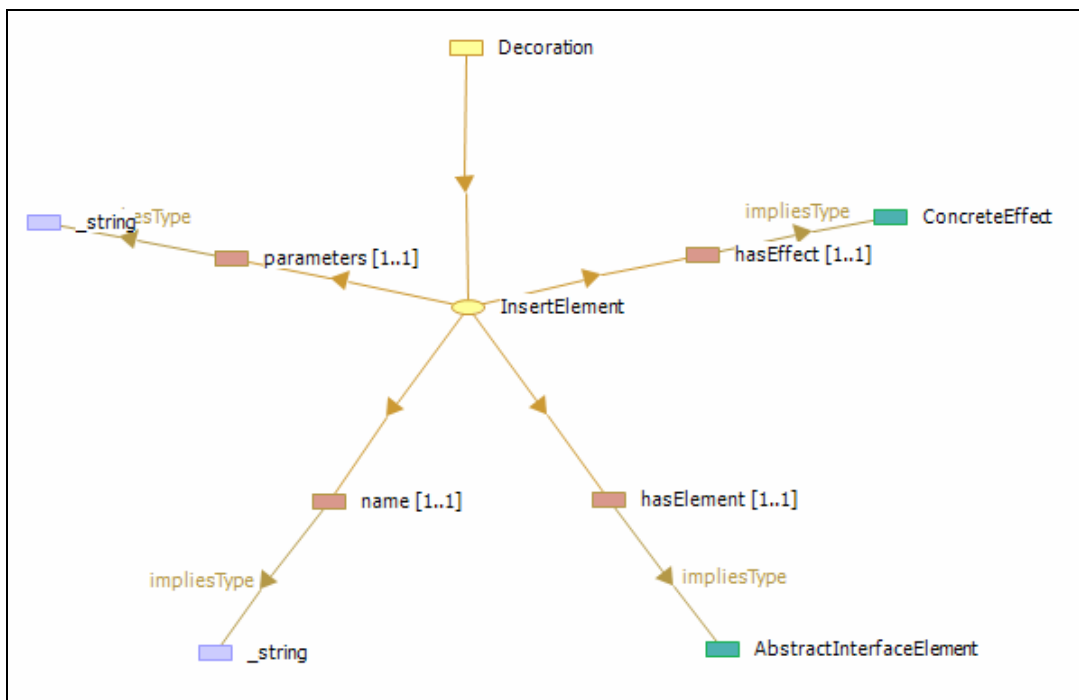 Decoration
impliesType
ConcreteEffect
_string
iesType
parameters [1..1]
hasEffect [1..1]
InsertElement
name [1..1]
hasElement [1..1]
impliesType
impliesType
_string
AbstractInterfaceElement